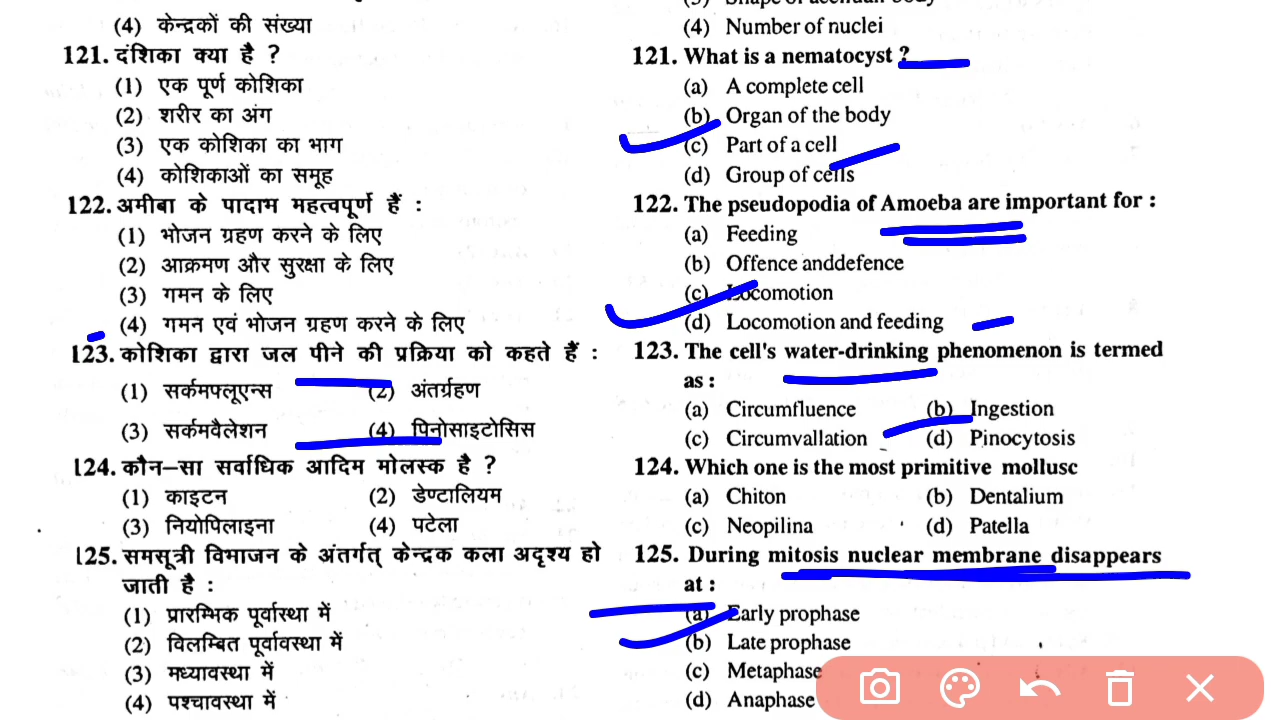 (4) केन्द्रकों की संख्या
121. दंशिका क्या है ?
(1) एक पूर्ण कोशिका
(2) शरीर का अंग
(3) एक कोशिका का भाग
(4) कोशिकाओं का समूह
122. अमीबा के पादाम महत्वपूर्ण हैं :
(1) भोजन ग्रहण करने के लिए
(2) आक्रमण और सुरक्षा के लिए
(3) गमन के लिए
(4) गमन एवं भोजन ग्रहण करने के लिए
123. कोशिका द्वारा जल पीने की प्रक्रिया को कहते हैं :
(1) सर्कमफ्लूएन्स (2) अंतर्ग्रहण
(3) सर्कमवैलेशन (4) पिनोसाइटोसिस
124. कौन–सा सर्वाधिक आदिम मोलस्क है ?
(1) काइटन (2) डेण्टालियम
(3) नियोपिलाइना (4) पटेला
125. समसूत्री विमाजन के अंतर्गत् केन्द्रक कला अदृश्य हो
जाती है :
(1) प्रारम्भिक पूर्वास्था में
(2) विलम्बित पूर्वावस्था में
(3) मध्यावस्था में
(4) पश्चावस्था में
(3) Shape of acellular body
(4) Number of nuclei
121. What is a nematocyst ?
(a) A complete cell
(b) Organ of the body
(c) Part of a cell
(d) Group of cells
122. The pseudopodia of Amoeba are important for :
(a) Feeding
(b) Offence anddefence
(c) Locomotion
(d) Locomotion and feeding
123. The cell's water-drinking phenomenon is termed
as :
(a) Circumfluence (b) Ingestion
(c) Circumvallation (d) Pinocytosis
124. Which one is the most primitive mollusc
(a) Chiton (b) Dentalium
(c) Neopilina (d) Patella
125. During mitosis nuclear membrane disappears
at :
(a) Early prophase
(b) Late prophase
(c) Metaphase
(d) Anaphase